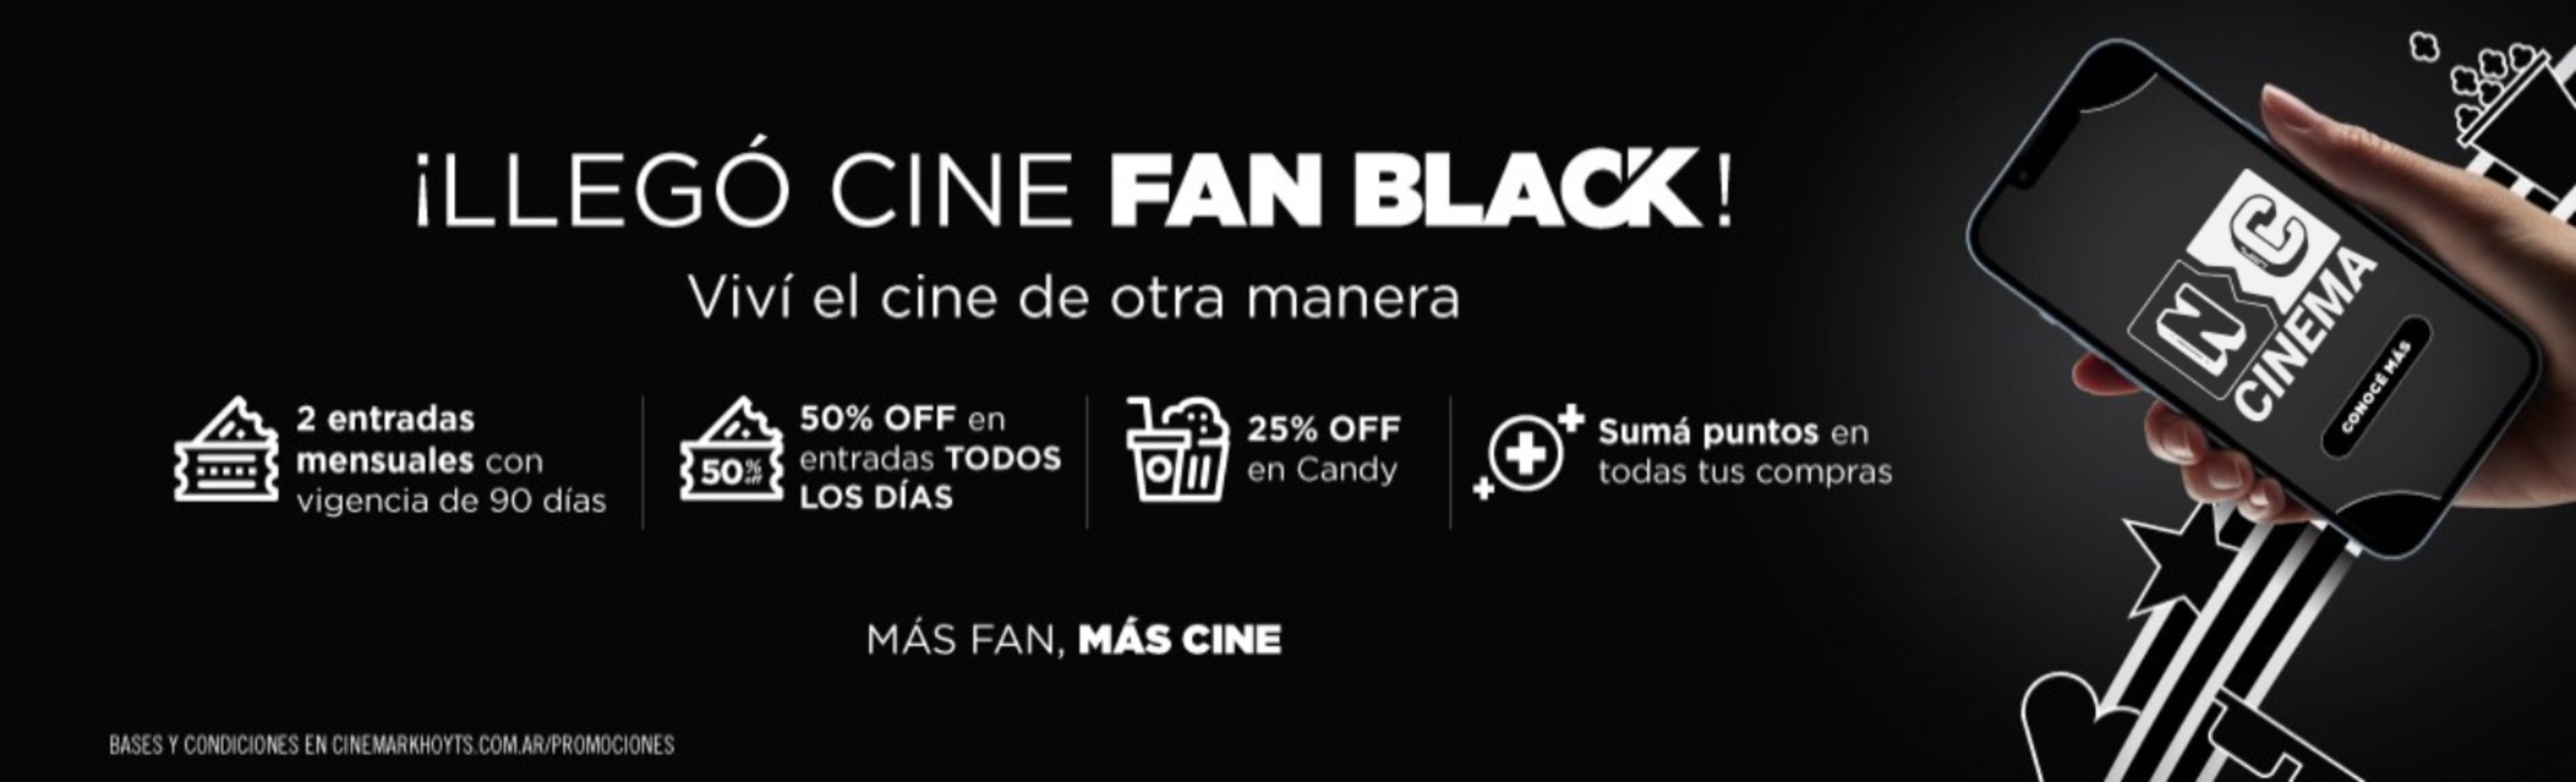 ¡LLEGÓ CINE FAN BLACK!
Viví el cine de otra manera
2 entradas
mensuales con
vigencia de 90 días
50% off
50% OFF en
entradas TODOS
LOS DÍAS
25% OFF
en Candy
Sumá puntos en
todas tus compras
MÁS FAN, MÁS CINE
BASES Y CONDICIONES EN CINEMARKHOYTS.COM.AR/PROMOCIONES
N C
CINEMA
CONOCÉ MÁS